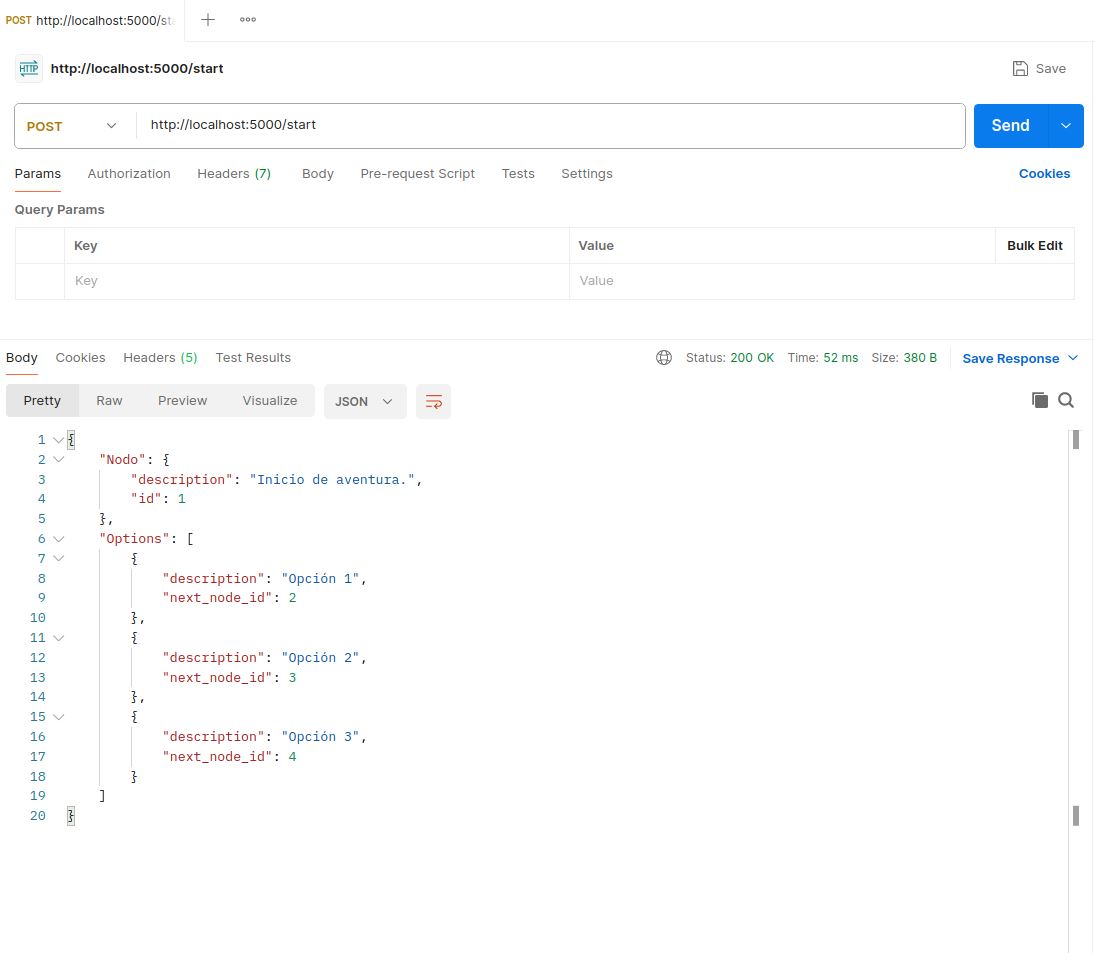 POST http://localhost:5000/sta
HTTP http://localhost:5000/start Save
POST http://localhost:5000/start Send
Params Authorization Headers (7) Body Pre-request Script Tests Settings Cookies
Query Params
Key Value Bulk Edit
Key Value
Body Cookies Headers (5) Test Results Status: 200 OK Time: 52 ms Size: 380 B Save Response
Pretty Raw Preview Visualize JSON
1 {
2 "Nodo": {
3 "description": "Inicio de aventura.",
4 "id": 1
5 },
6 "Options": [
7 {
8 "description": "Opción 1",
9 "next_node_id": 2
10 },
11 {
12 "description": "Opción 2",
13 "next_node_id": 3
14 },
15 {
16 "description": "Opción 3",
17 "next_node_id": 4
18 }
19 ]
20 }